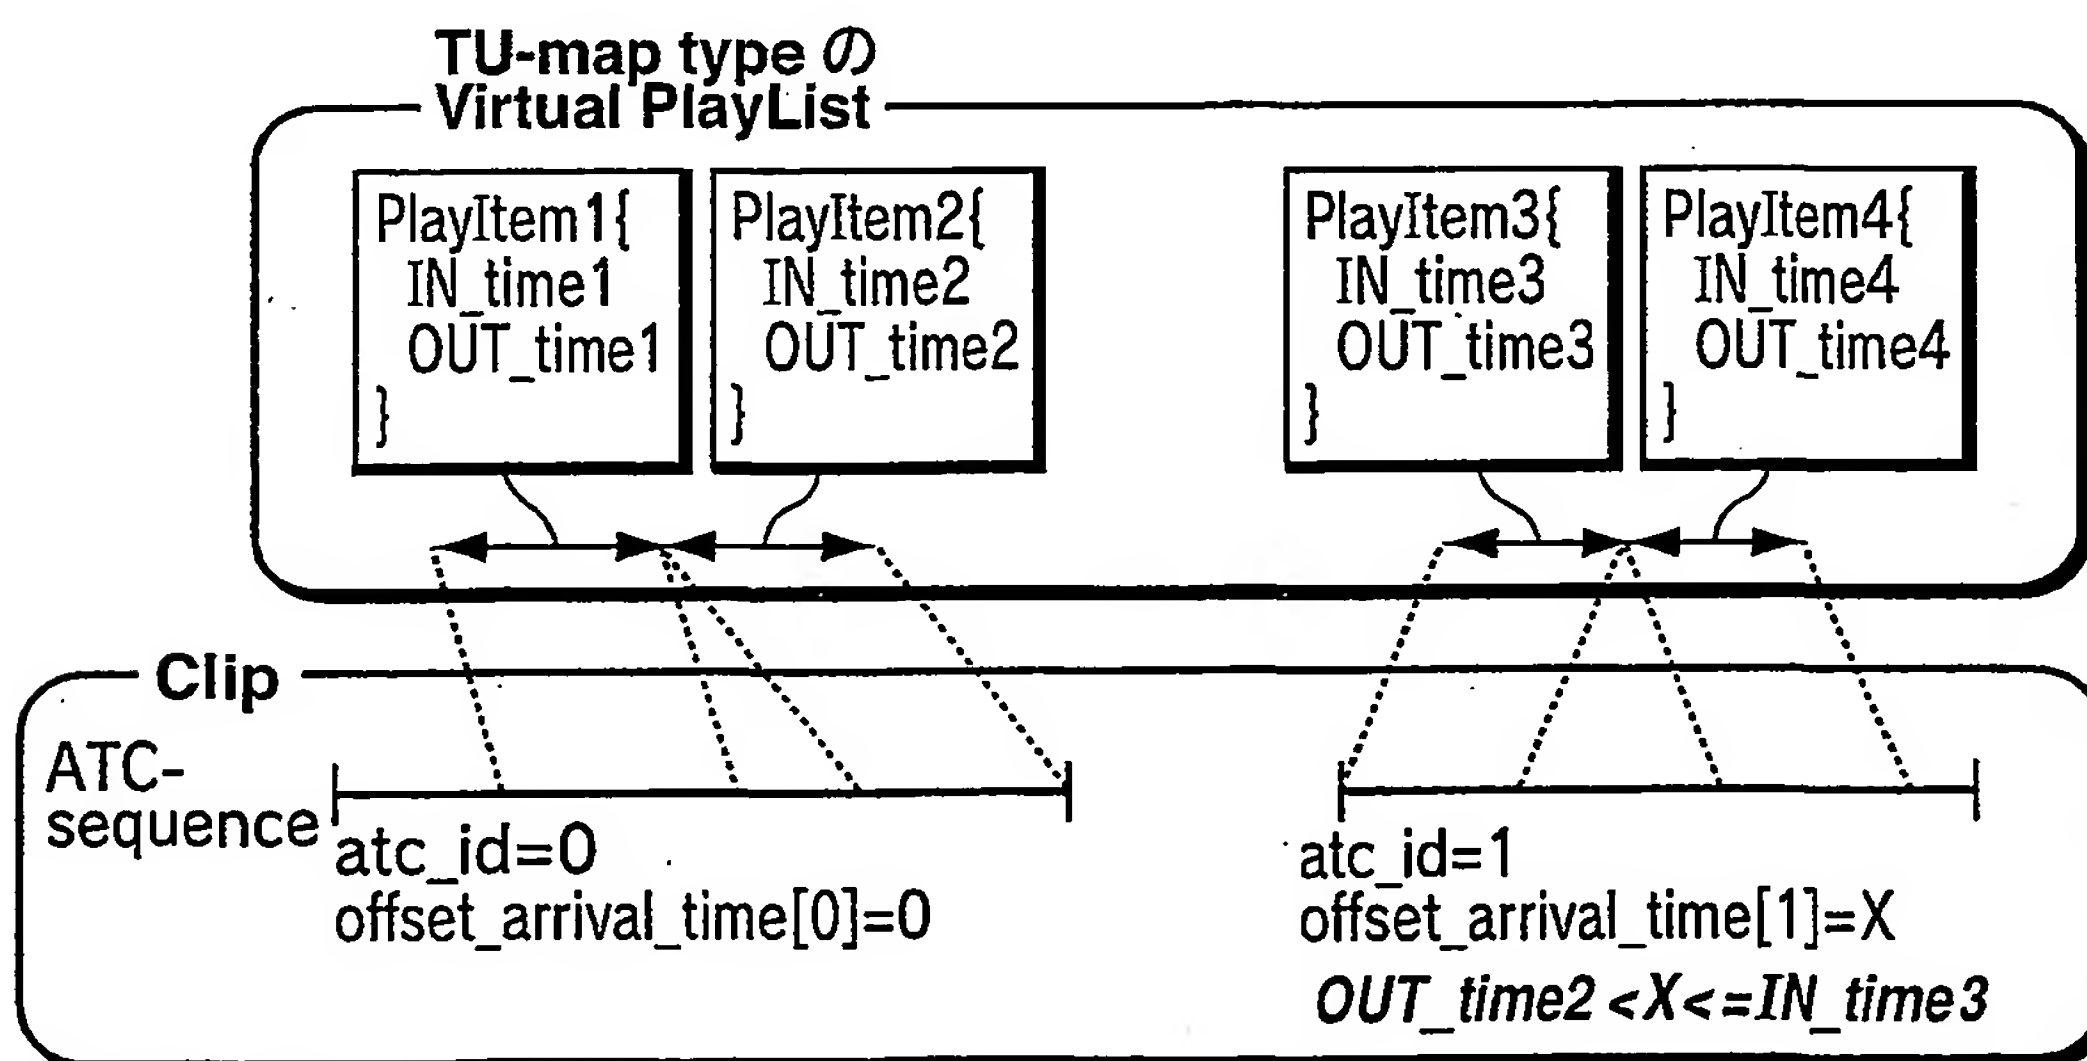 TU-map type の
Virtual PlayList
PlayItem1{
IN_time1
OUT_time1
}
PlayItem2{
IN_time2
OUT_time2
}
PlayItem3{
IN_time3
OUT_time3
}
PlayItem4{
IN_time4
OUT_time4
}
Clip
ATC-
sequence
atc_id=0
offset_arrival_time[0]=0
atc_id=1
offset_arrival_time[1]=X
OUT_time2<X<=IN_time3